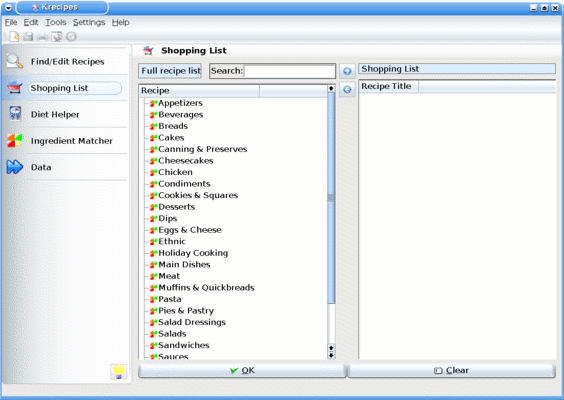 Krecipes
File Edit Tools Settings Help
Find/Edit Recipes
Shopping List
Diet Helper
Ingredient Matcher
Data
Shopping List
Full recipe list
Search:
Recipe
Appetizers
Beverages
Breads
Cakes
Canning & Preserves
Cheesecakes
Chicken
Condiments
Cookies & Squares
Desserts
Dips
Eggs & Cheese
Ethnic
Holiday Cooking
Main Dishes
Meat
Muffins & Quickbreads
Pasta
Pies & Pastry
Salad Dressings
Salads
Sandwiches
Sauces
Shopping List
Recipe Title
OK
Clear